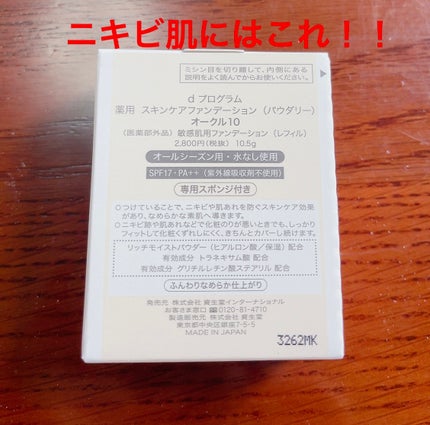 ニキビ肌にはこれ！！
ミシン目を切り離して、内側にある
説明をよく読んでからお使いください。
d プログラム
薬用 スキンケアファンデーション (パウダリー)
オークル10
〈医薬部外品〉敏感肌用ファンデーション〈レフィル〉
2,800円(税抜) 10.5g
オールシーズン用・水なし使用
SPF17・PA++ (紫外線吸収剤不使用)
専用スポンジ付き
○つけていることで、ニキビや肌あれを防ぐスキンケア効果
があり、なめらかな素肌へ導きます。
○ニキビ跡や肌あれなどで化粧のりが悪いときでも、しっかり
フィットして化粧くずれしにくく、きちんとカバーし続けます。
リッチモイストパウダー (ヒアルロン酸/保湿) 配合
有効成分 トラネキサム酸 配合
有効成分 グリチルレチン酸ステアリル 配合
ふんわりなめらか仕上がり
発売元 株式会社 資生堂インターナショナル
お客さま窓口 0120-81-4710
製造販売元 株式会社 資生堂
東京都中央区銀座7-5-5
MADE IN JAPAN
3262MK